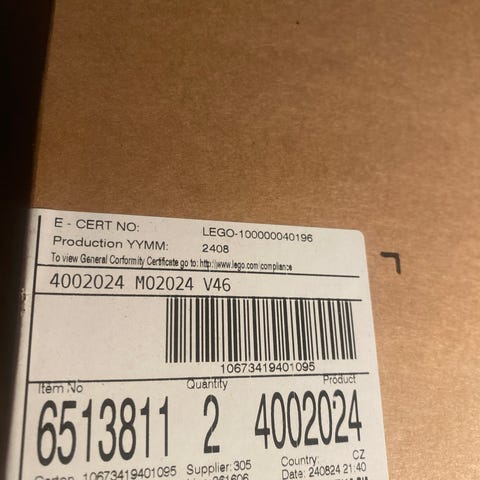 E - CERT NO: LEGO-100000040196
Production YYMM: 2408
To view General Conformity Certificate go to: http://www.lego.com/compliance
4002024 M02024 V46
10673419401095
Item No Quantity Product
6513811 2 4002024
Carton 10673419401095 Supplier: 305 Country: CZ
261606 Date: 240824 21:40